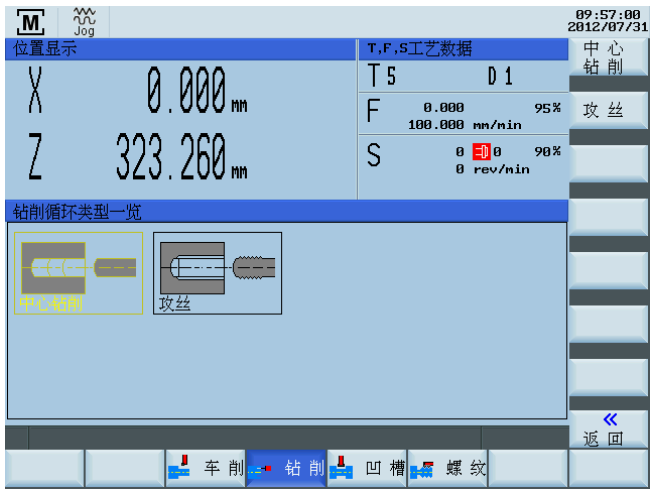 M
Jog
09:57:00
2012/07/31
位置显示
X 0.000 MM
Z 323.260 MM
T,F,S工艺数据
T 5 D 1
F 0.000 95%
100.000 mm/min
S 0 0 90%
0 rev/min
中心
钻削
攻丝
钻削循环类型一览
中心钻削
攻丝
«
返回
车削
钻削
凹槽
螺纹